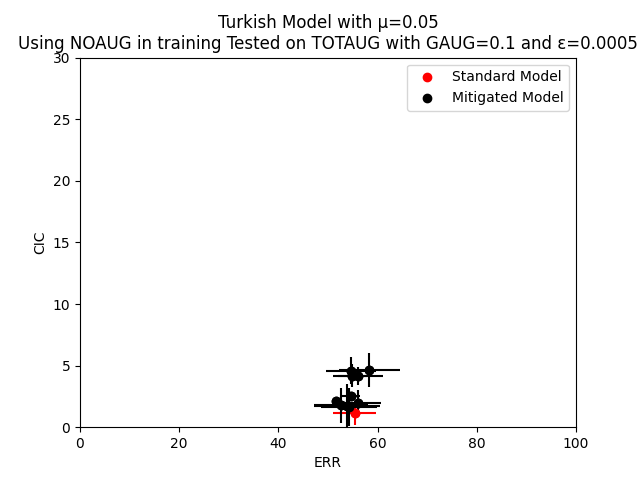 Turkish Model with μ=0.05
Using NOAUG in training Tested on TOTAUG with GAUG=0.1 and ε=0.0005
Standard Model
Mitigated Model
30
25
20
15
10
5
0
CIC
0 20 40 60 80 100
ERR